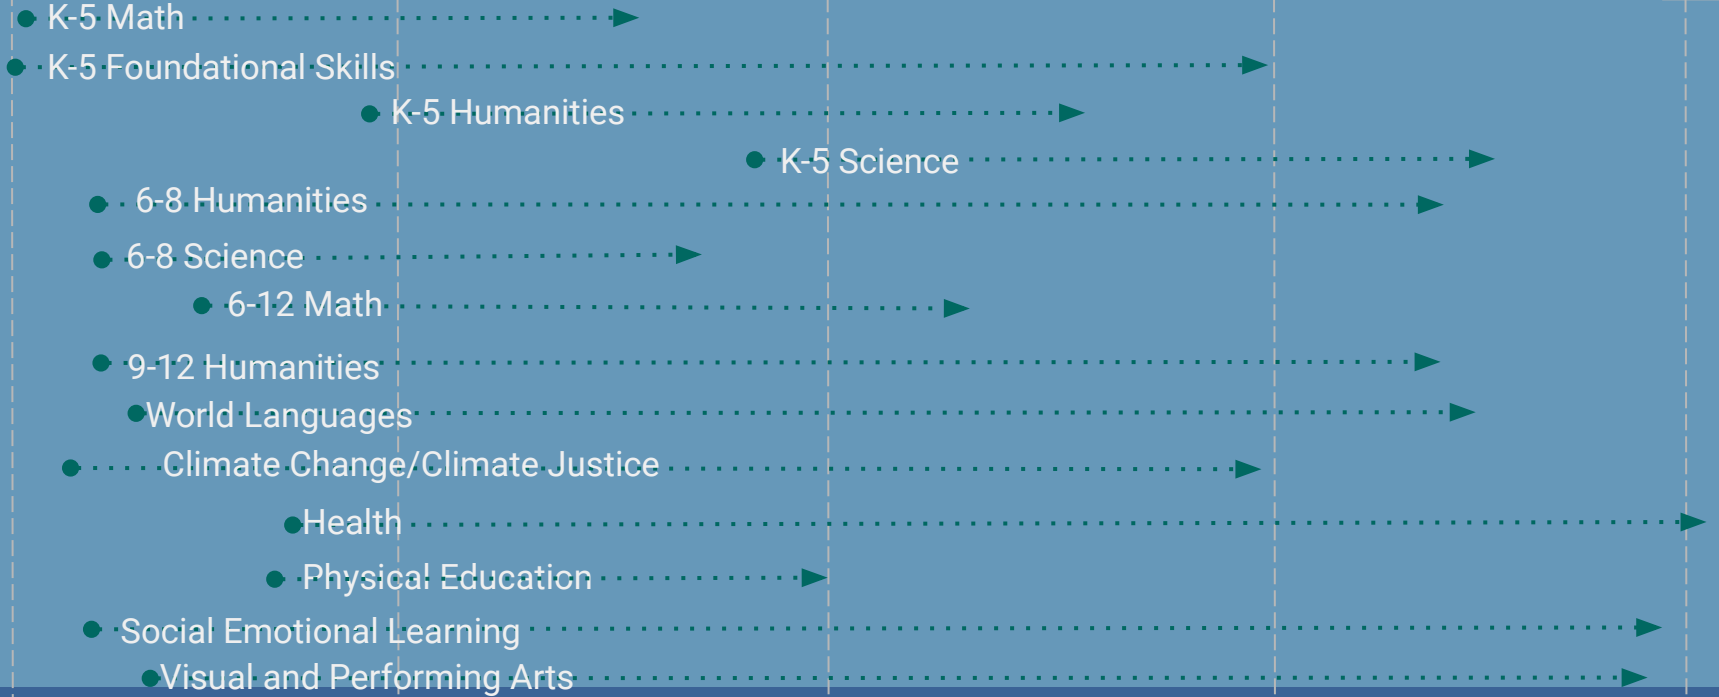 K-5 Math
K-5 Foundational Skills
K-5 Humanities
K-5 Science
6-8 Humanities
6-8 Science
6-12 Math
9-12 Humanities
World Languages
Climate Change/Climate Justice
Health
Physical Education
Social Emotional Learning
Visual and Performing Arts